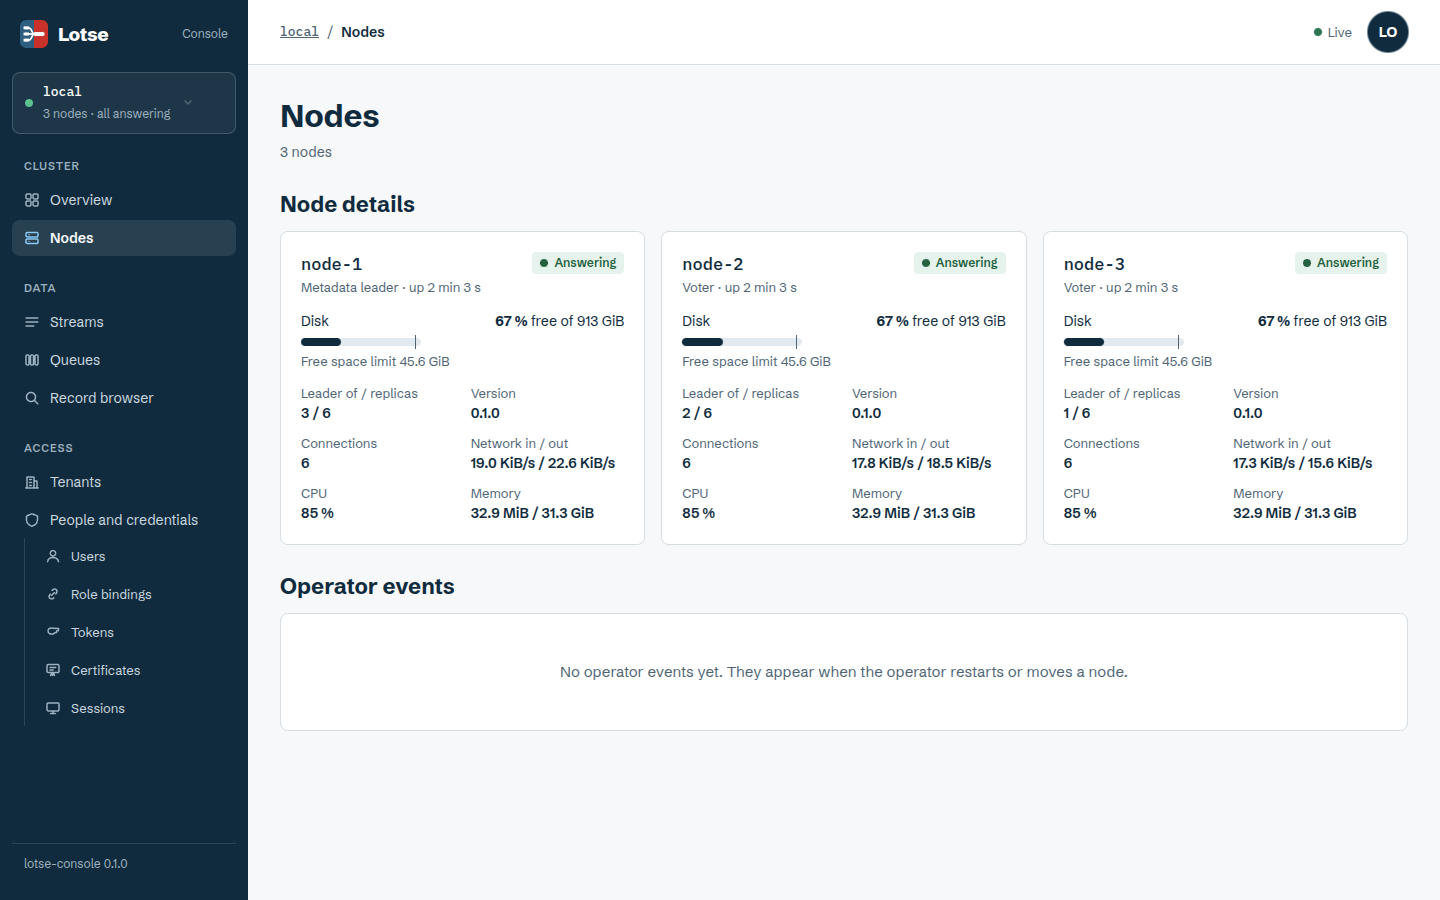 Lotse
Console
local
3 nodes · all answering
CLUSTER
Overview
Nodes
DATA
Streams
Queues
Record browser
ACCESS
Tenants
People and credentials
Users
Role bindings
Tokens
Certificates
Sessions
lotse-console 0.1.0
local / Nodes
Live
LO
Nodes
3 nodes
Node details
node-1
Answering
Metadata leader · up 2 min 3 s
Disk
67 % free of 913 GiB
Free space limit 45.6 GiB
Leader of / replicas
Version
3 / 6
0.1.0
Connections
Network in / out
6
19.0 KiB/s / 22.6 KiB/s
CPU
Memory
85 %
32.9 MiB / 31.3 GiB
node-2
Answering
Voter · up 2 min 3 s
Disk
67 % free of 913 GiB
Free space limit 45.6 GiB
Leader of / replicas
Version
2 / 6
0.1.0
Connections
Network in / out
6
17.8 KiB/s / 18.5 KiB/s
CPU
Memory
85 %
32.9 MiB / 31.3 GiB
node-3
Answering
Voter · up 2 min 3 s
Disk
67 % free of 913 GiB
Free space limit 45.6 GiB
Leader of / replicas
Version
1 / 6
0.1.0
Connections
Network in / out
6
17.3 KiB/s / 15.6 KiB/s
CPU
Memory
85 %
32.9 MiB / 31.3 GiB
Operator events
No operator events yet. They appear when the operator restarts or moves a node.